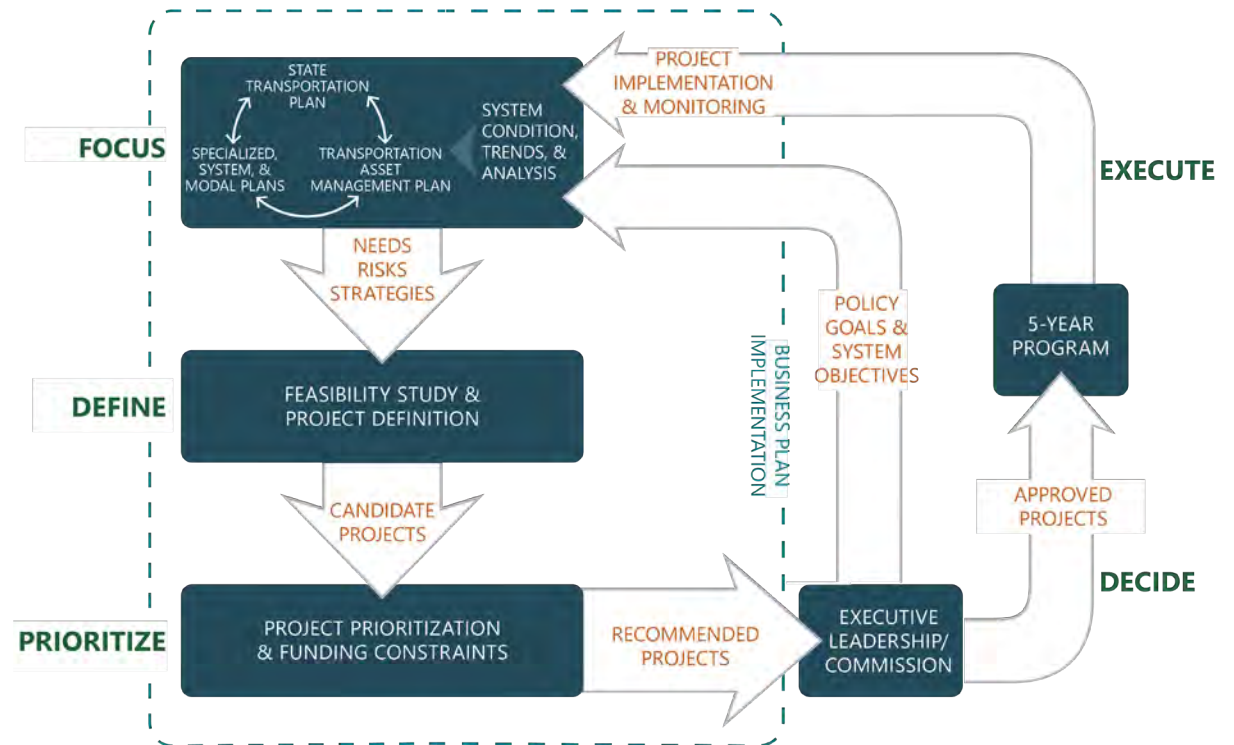 FOCUS
STATE
TRANSPORTATION
PLAN
SPECIALIZED,
SYSTEM, &
MODAL PLANS
TRANSPORTATION
ASSET
MANAGEMENT PLAN
SYSTEM
CONDITION,
TRENDS, &
ANALYSIS
PROJECT
IMPLEMENTATION
& MONITORING
EXECUTE
NEEDS
RISKS
STRATEGIES
POLICY
GOALS &
SYSTEM
OBJECTIVES
5-YEAR
PROGRAM
DEFINE
FEASIBILITY STUDY &
PROJECT DEFINITION
BUSINESS PLAN
IMPLEMENTATION
CANDIDATE
PROJECTS
APPROVED
PROJECTS
DECIDE
PRIORITIZE
PROJECT PRIORITIZATION
& FUNDING CONSTRAINTS
RECOMMENDED
PROJECTS
EXECUTIVE
LEADERSHIP/
COMMISSION